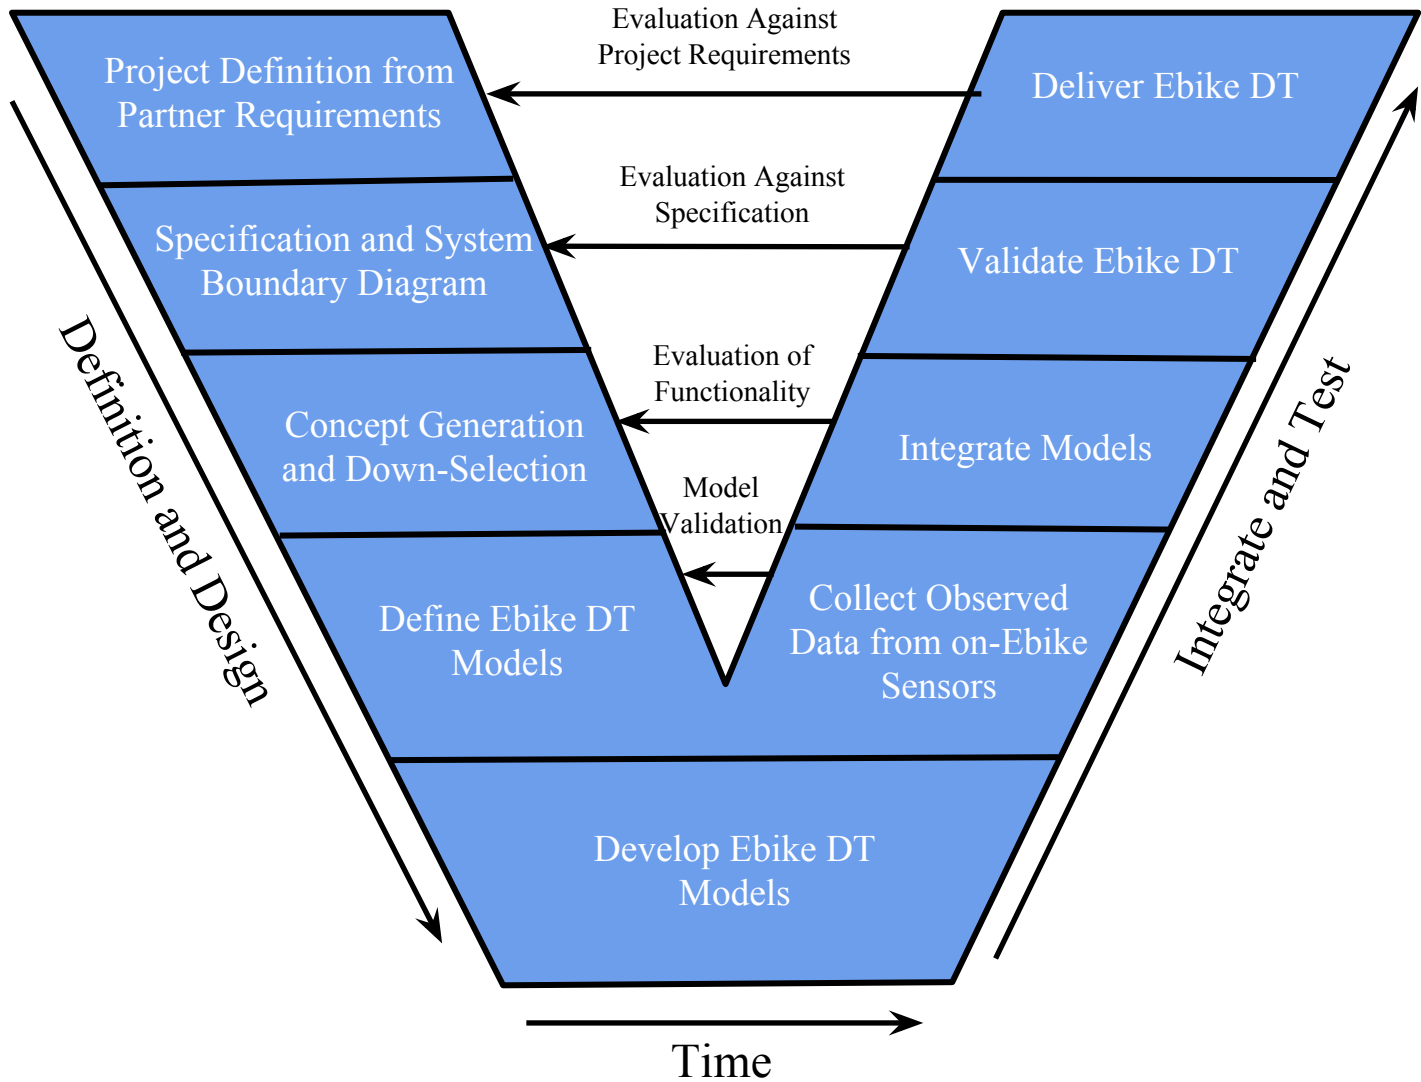 Evaluation Against
Project Requirements
Project Definition from
Partner Requirements
Deliver Ebike DT
Evaluation Against
Specification
Specification and System
Boundary Diagram
Validate Ebike DT
Evaluation of
Functionality
Concept Generation
and Down-Selection
Integrate Models
Model
Validation
Define Ebike DT
Models
Collect Observed
Data from on-Ebike
Sensors
Develop Ebike DT
Models
Definition and Design
Integrate and Test
Time